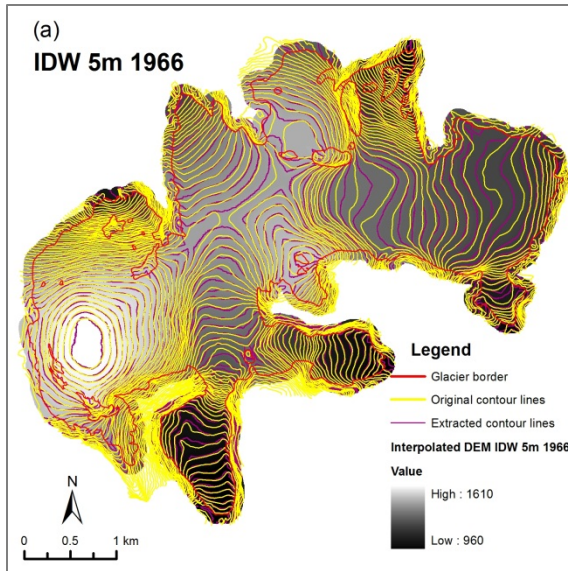 (a)
IDW 5m 1966
Legend
Glacier border
Original contour lines
Extracted contour lines
Interpolated DEM IDW 5m 1966
Value
High : 1610
Low : 960
N
0 0.5 1 km